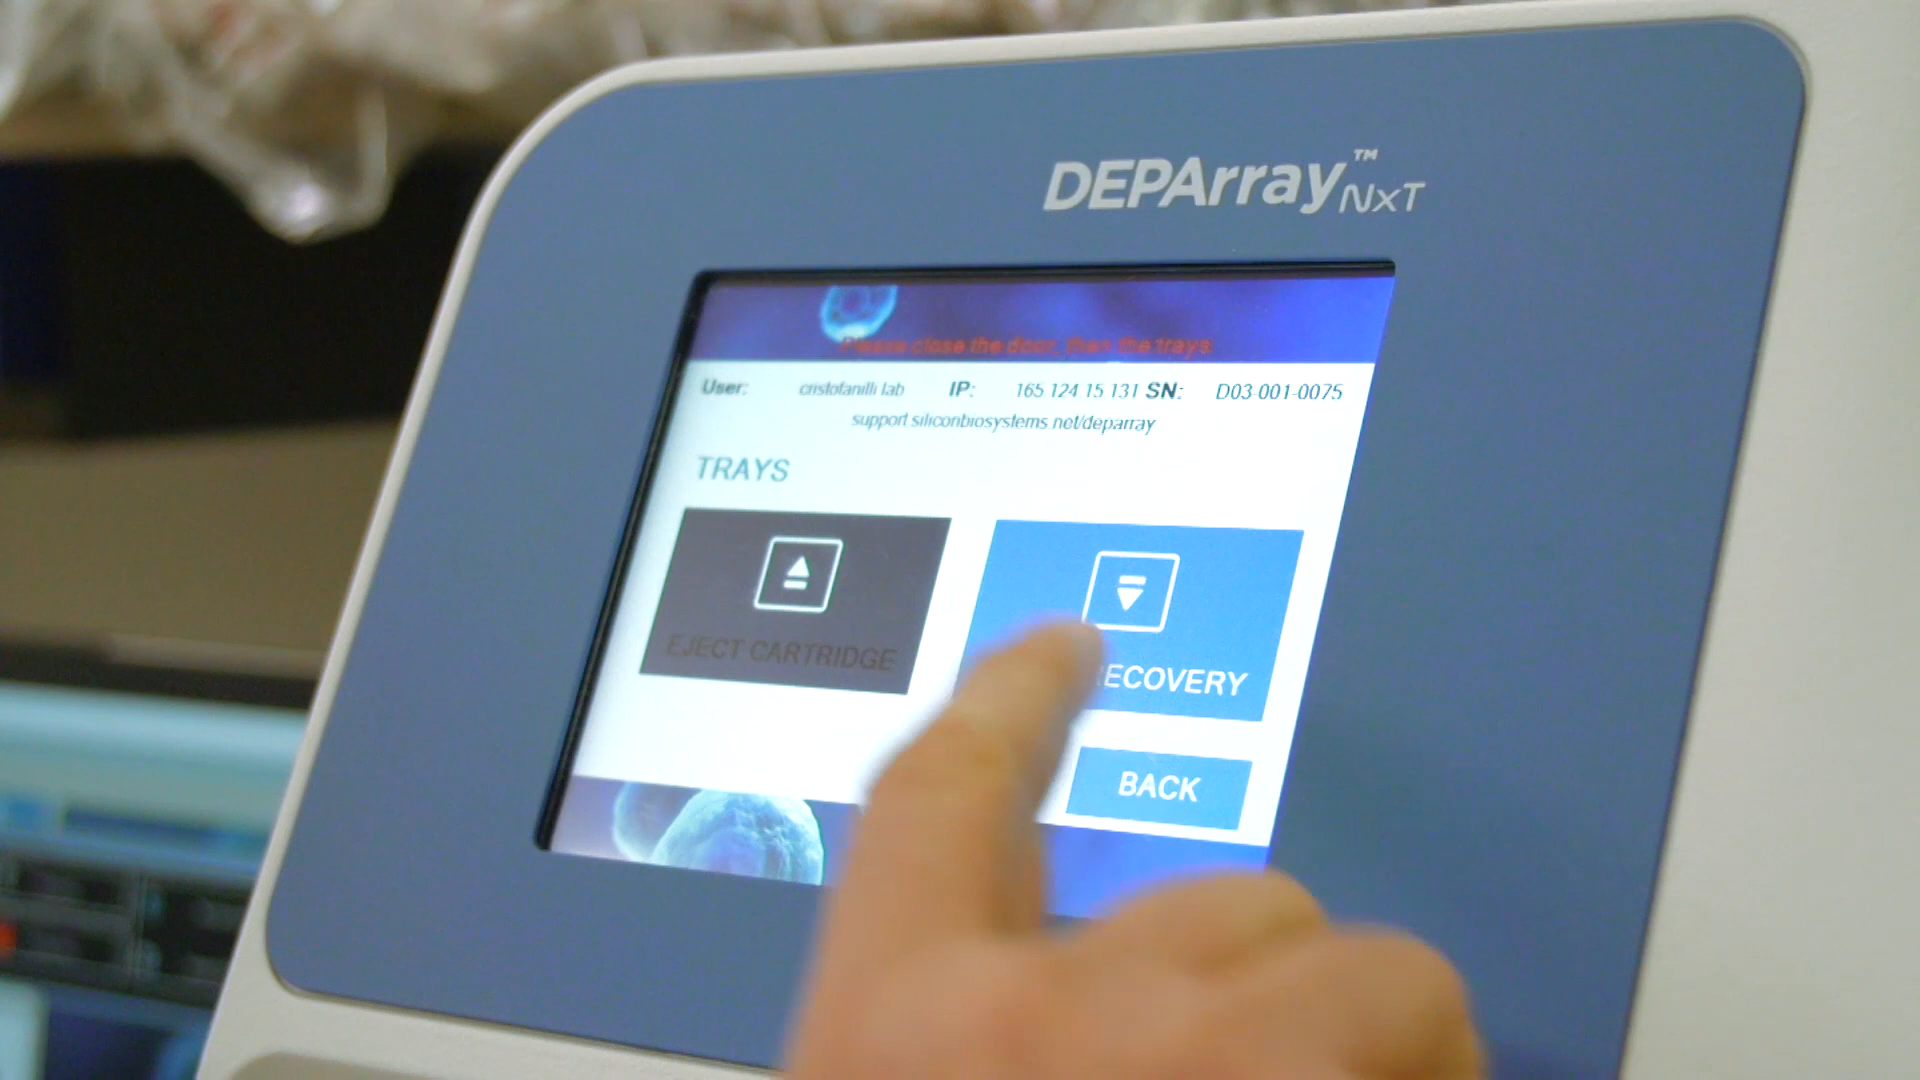 DEPArray™ NxT
Please close the door, then the trays
User: cristofanilli lab IP: 165 124 15 131 SN: D03-001-0075
support siliconbiosystems net/deparray
TRAYS
EJECT CARTRIDGE
ECOVERY
BACK